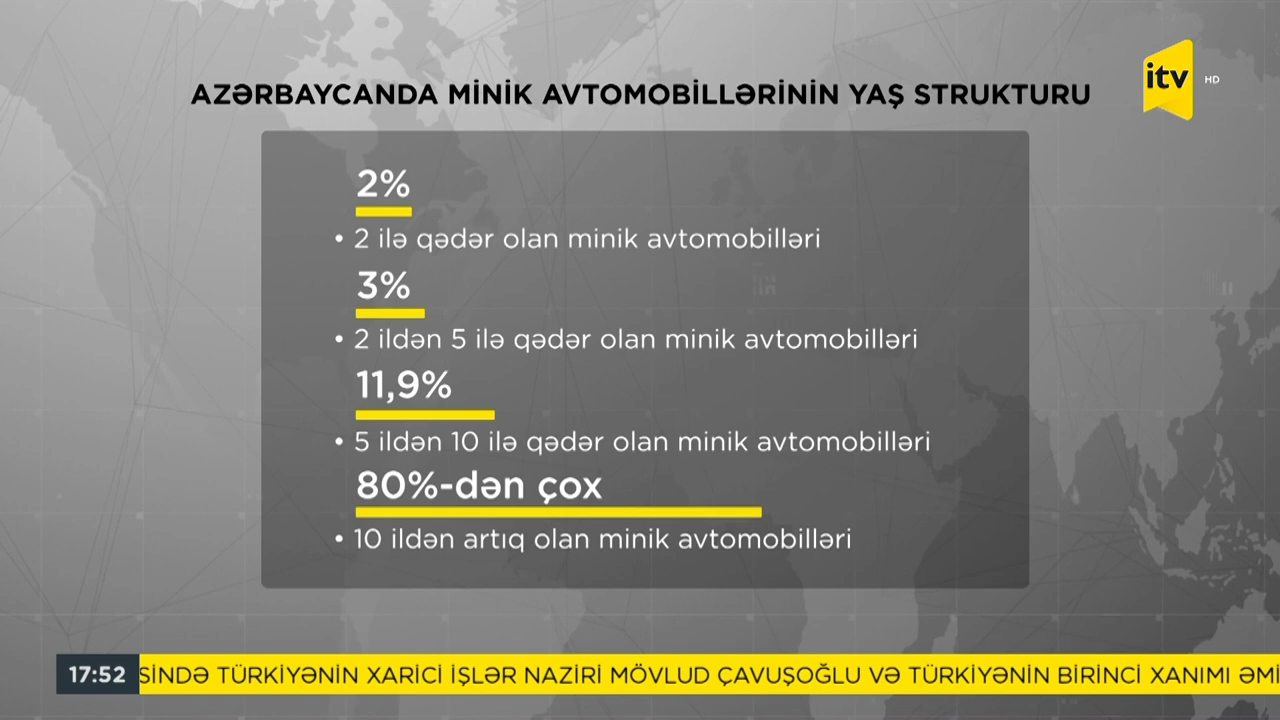 AZƏRBAYCANDA MİNİK AVTOMOBİLLƏRİNİN YAŞ STRUKTURU
itv HD
2%
• 2 ilə qədər olan minik avtomobilləri
3%
• 2 ildən 5 ilə qədər olan minik avtomobilləri
11,9%
• 5 ildən 10 ilə qədər olan minik avtomobilləri
80%-dən çox
• 10 ildən artıq olan minik avtomobilləri
17:52 SİNDƏ TÜRKİYƏNİN XARİCİ İŞLƏR NAZİRİ MÖVLUD ÇAVUŞOĞLU VƏ TÜRKİYƏNİN BİRİNCİ XANIMI ƏMİ